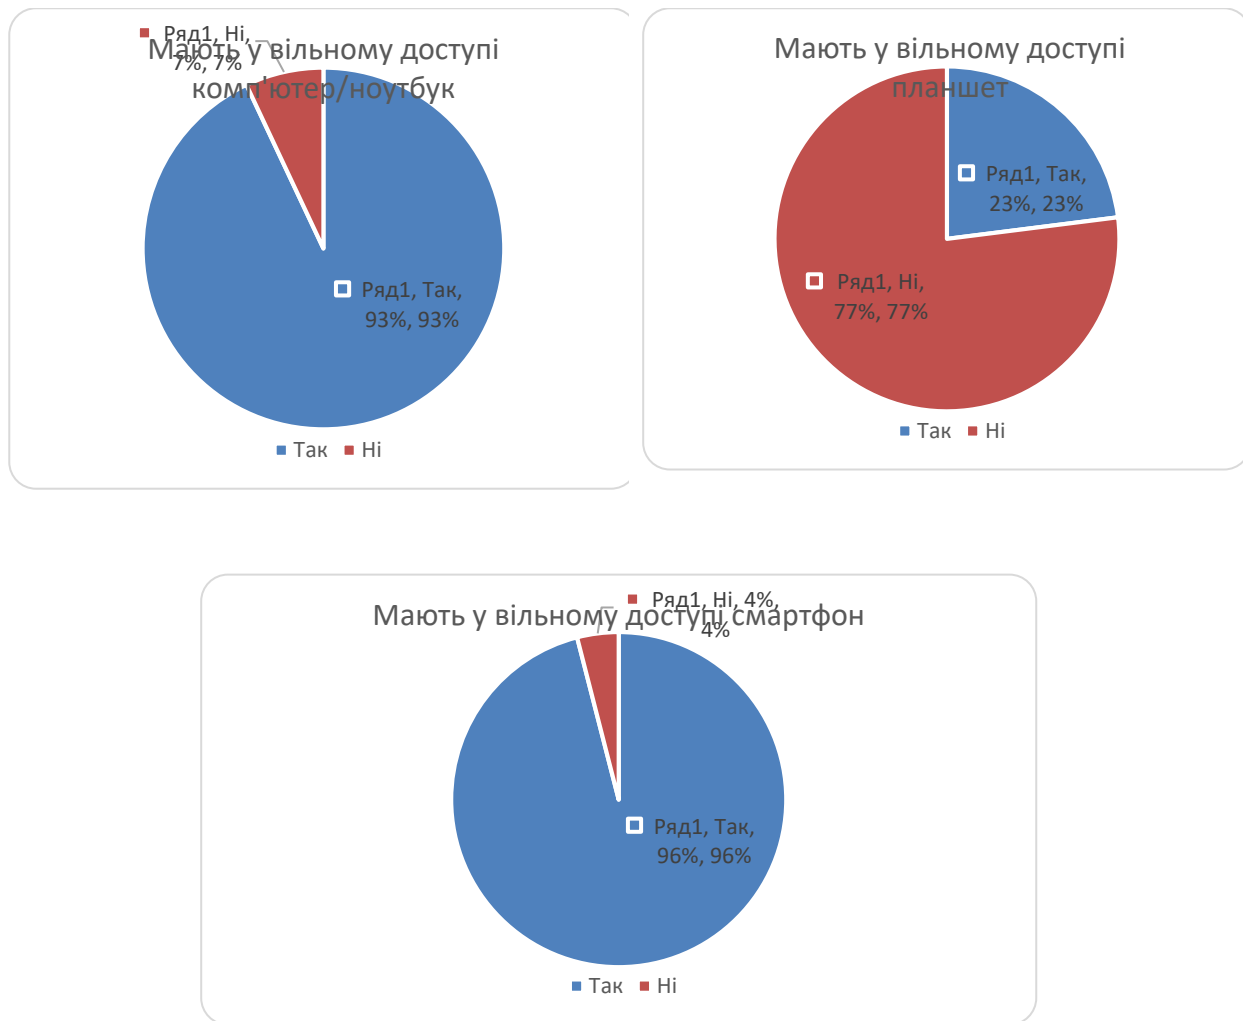 Ряд1, Ні,
7%, 7%
Мають у вільному доступі
комп'ютер/ноутбук
Ряд1, Так,
93%, 93%
Так Ні
Мають у вільному доступі
планшет
Ряд1, Так,
23%, 23%
Ряд1, Ні,
77%, 77%
Так Ні
Ряд1, Ні, 4%,
4%
Мають у вільному доступі смартфон
Ряд1, Так,
96%, 96%
Так Ні